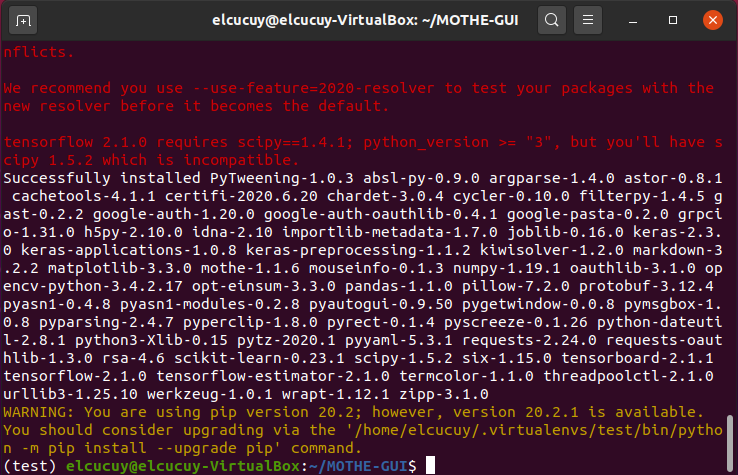 elcucuy@elcucuy-VirtualBox: ~/MOTHE-GUI
nflicts.
We recommend you use --use-feature=2020-resolver to test your packages with the
new resolver before it becomes the default.
tensorflow 2.1.0 requires scipy==1.4.1; python_version >= "3", but you'll have s
cipy 1.5.2 which is incompatible.
Successfully installed PyTweening-1.0.3 absl-py-0.9.0 argparse-1.4.0 astor-0.8.1
 cachetools-4.1.1 certifi-2020.6.20 chardet-3.0.4 cycler-0.10.0 filterpy-1.4.5 g
ast-0.2.2 google-auth-1.20.0 google-auth-oauthlib-0.4.1 google-pasta-0.2.0 grpci
o-1.31.0 h5py-2.10.0 idna-2.10 importlib-metadata-1.7.0 joblib-0.16.0 keras-2.3.
0 keras-applications-1.0.8 keras-preprocessing-1.1.2 kiwisolver-1.2.0 markdown-3
.2.2 matplotlib-3.3.0 mothe-1.1.6 mouseinfo-0.1.3 numpy-1.19.1 oauthlib-3.1.0 op
encv-python-3.4.2.17 opt-einsum-3.3.0 pandas-1.1.0 pillow-7.2.0 protobuf-3.12.4
pyasn1-0.4.8 pyasn1-modules-0.2.8 pyautogui-0.9.50 pygetwindow-0.0.8 pymsgbox-1.
0.8 pyparsing-2.4.7 pyperclip-1.8.0 pyrect-0.1.4 pyscreeze-0.1.26 python-dateuti
l-2.8.1 python3-Xlib-0.15 pytz-2020.1 pyyaml-5.3.1 requests-2.24.0 requests-oaut
hlib-1.3.0 rsa-4.6 scikit-learn-0.23.1 scipy-1.5.2 six-1.15.0 tensorboard-2.1.1
tensorflow-2.1.0 tensorflow-estimator-2.1.0 termcolor-1.1.0 threadpoolctl-2.1.0
urllib3-1.25.10 werkzeug-1.0.1 wrapt-1.12.1 zipp-3.1.0
WARNING: You are using pip version 20.2; however, version 20.2.1 is available.
You should consider upgrading via the '/home/elcucuy/.virtualenvs/test/bin/pytho
n -m pip install --upgrade pip' command.
(test) elcucuy@elcucuy-VirtualBox:~/MOTHE-GUI$